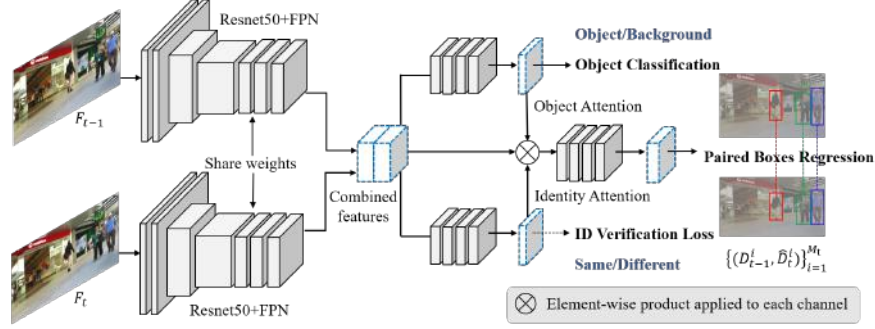 Resnet50+FPN
Object/Background
Object Classification
F_{t-1}
Object Attention
Share weights
Combined
features
Paired Boxes Regression
Identity Attention
ID Verification Loss
F_t
Same/Different
{(D^i_{t-1}, D̂^i_t)}^{M_t}_{i=1}
Resnet50+FPN
⊗ Element-wise product applied to each channel